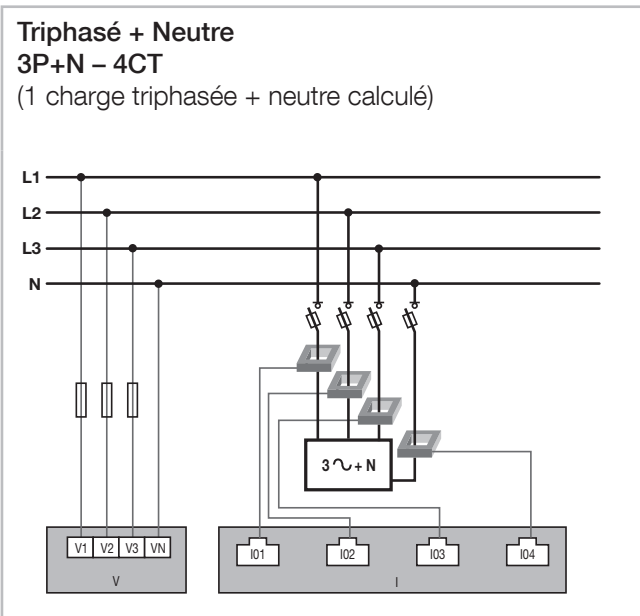 Triphasé + Neutre
3P+N – 4CT
(1 charge triphasée + neutre calculé)
L1
L2
L3
N
3 + N
V1 V2 V3 VN
I01 I02 I03 I04
V
I